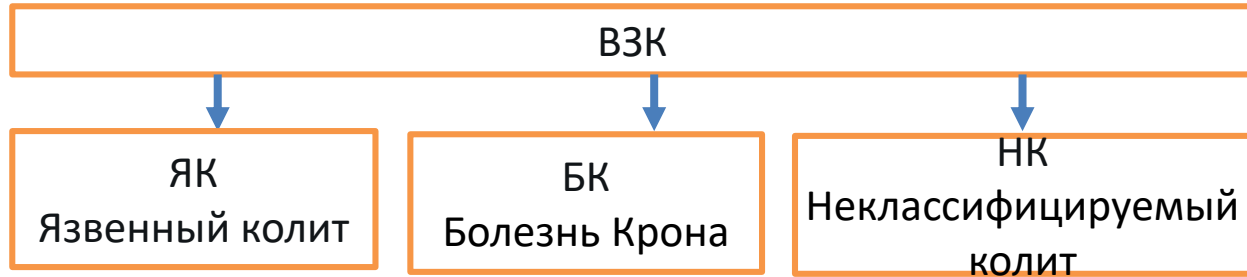 ВЗК
ЯК
Язвенный колит
БК
Болезнь Крона
НК
Неклассифицируемый
колит